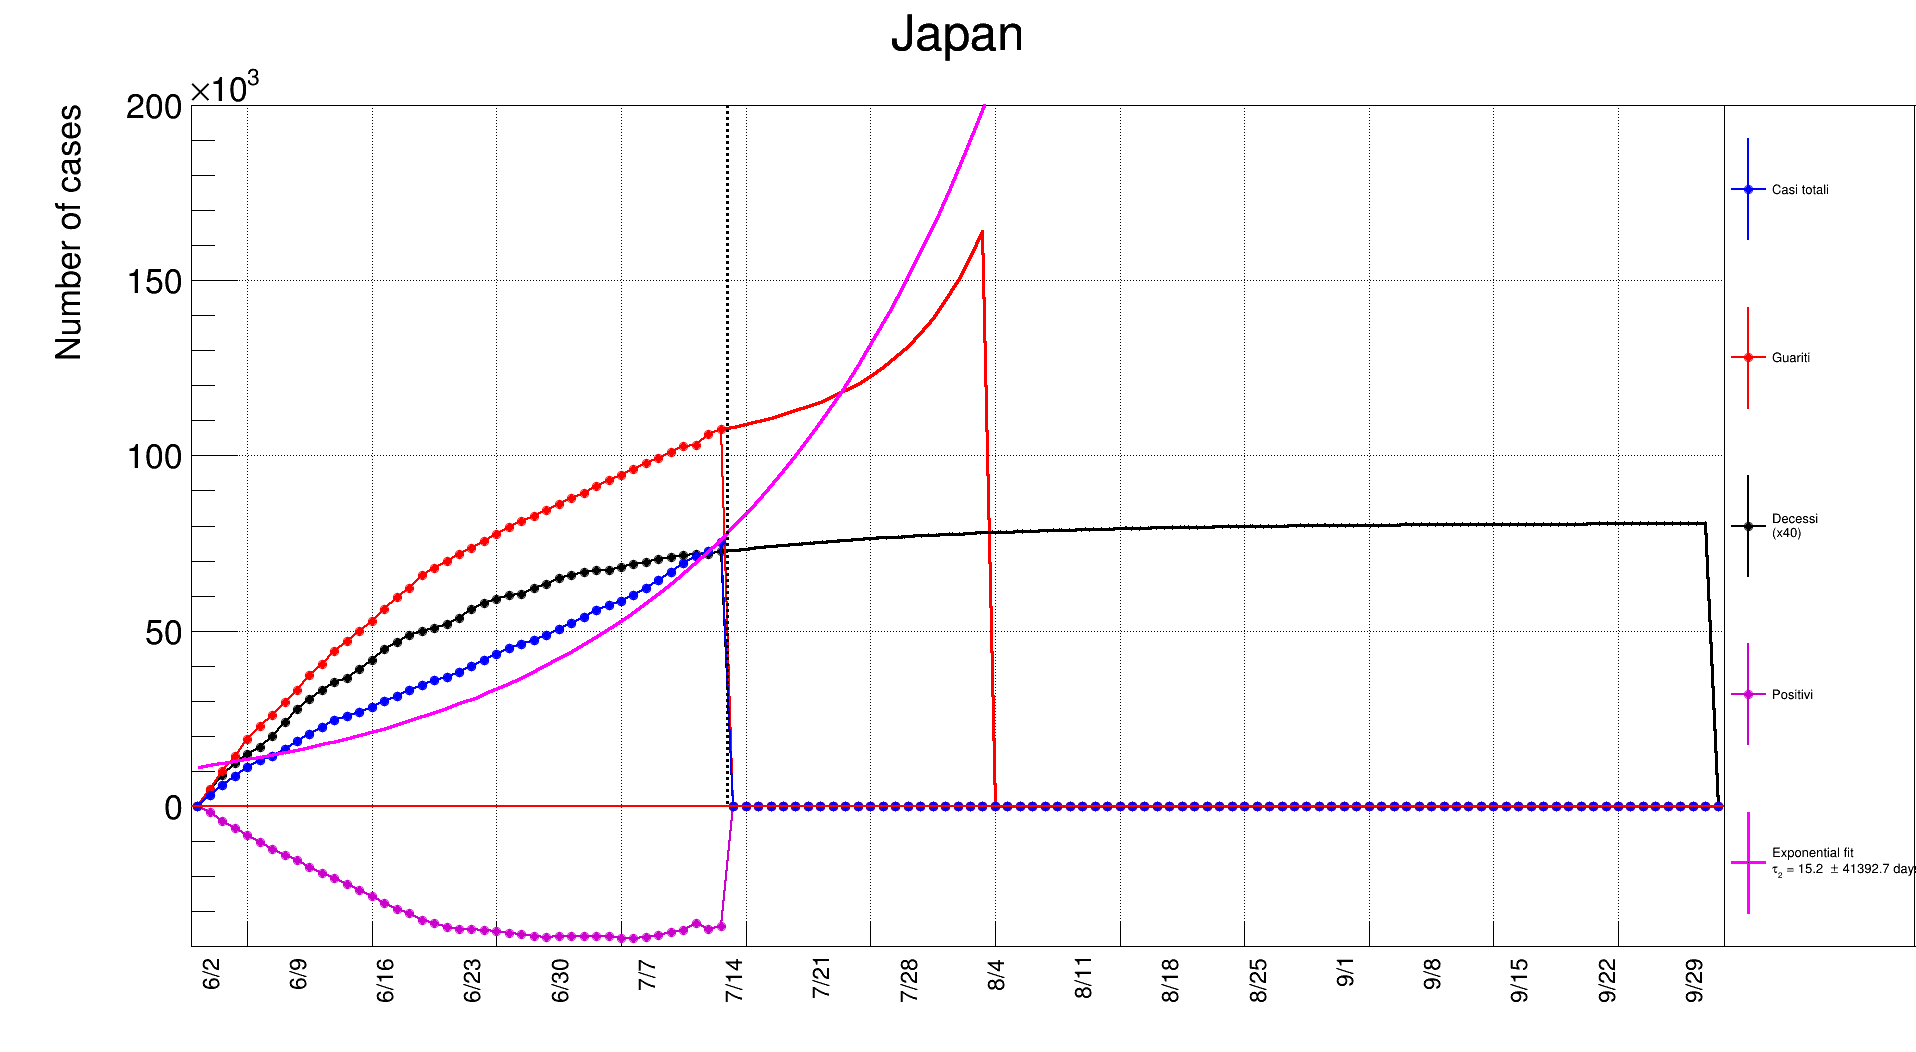 Japan
×10³
Number of cases
200
150
100
50
0
6/2
6/9
6/16
6/23
6/30
7/7
7/14
7/21
7/28
8/4
8/11
8/18
8/25
9/1
9/8
9/15
9/22
9/29
Casi totali
Guariti
Decessi
(x40)
Positivi
Exponential fit
τ₂ = 15.2 ± 41392.7 days